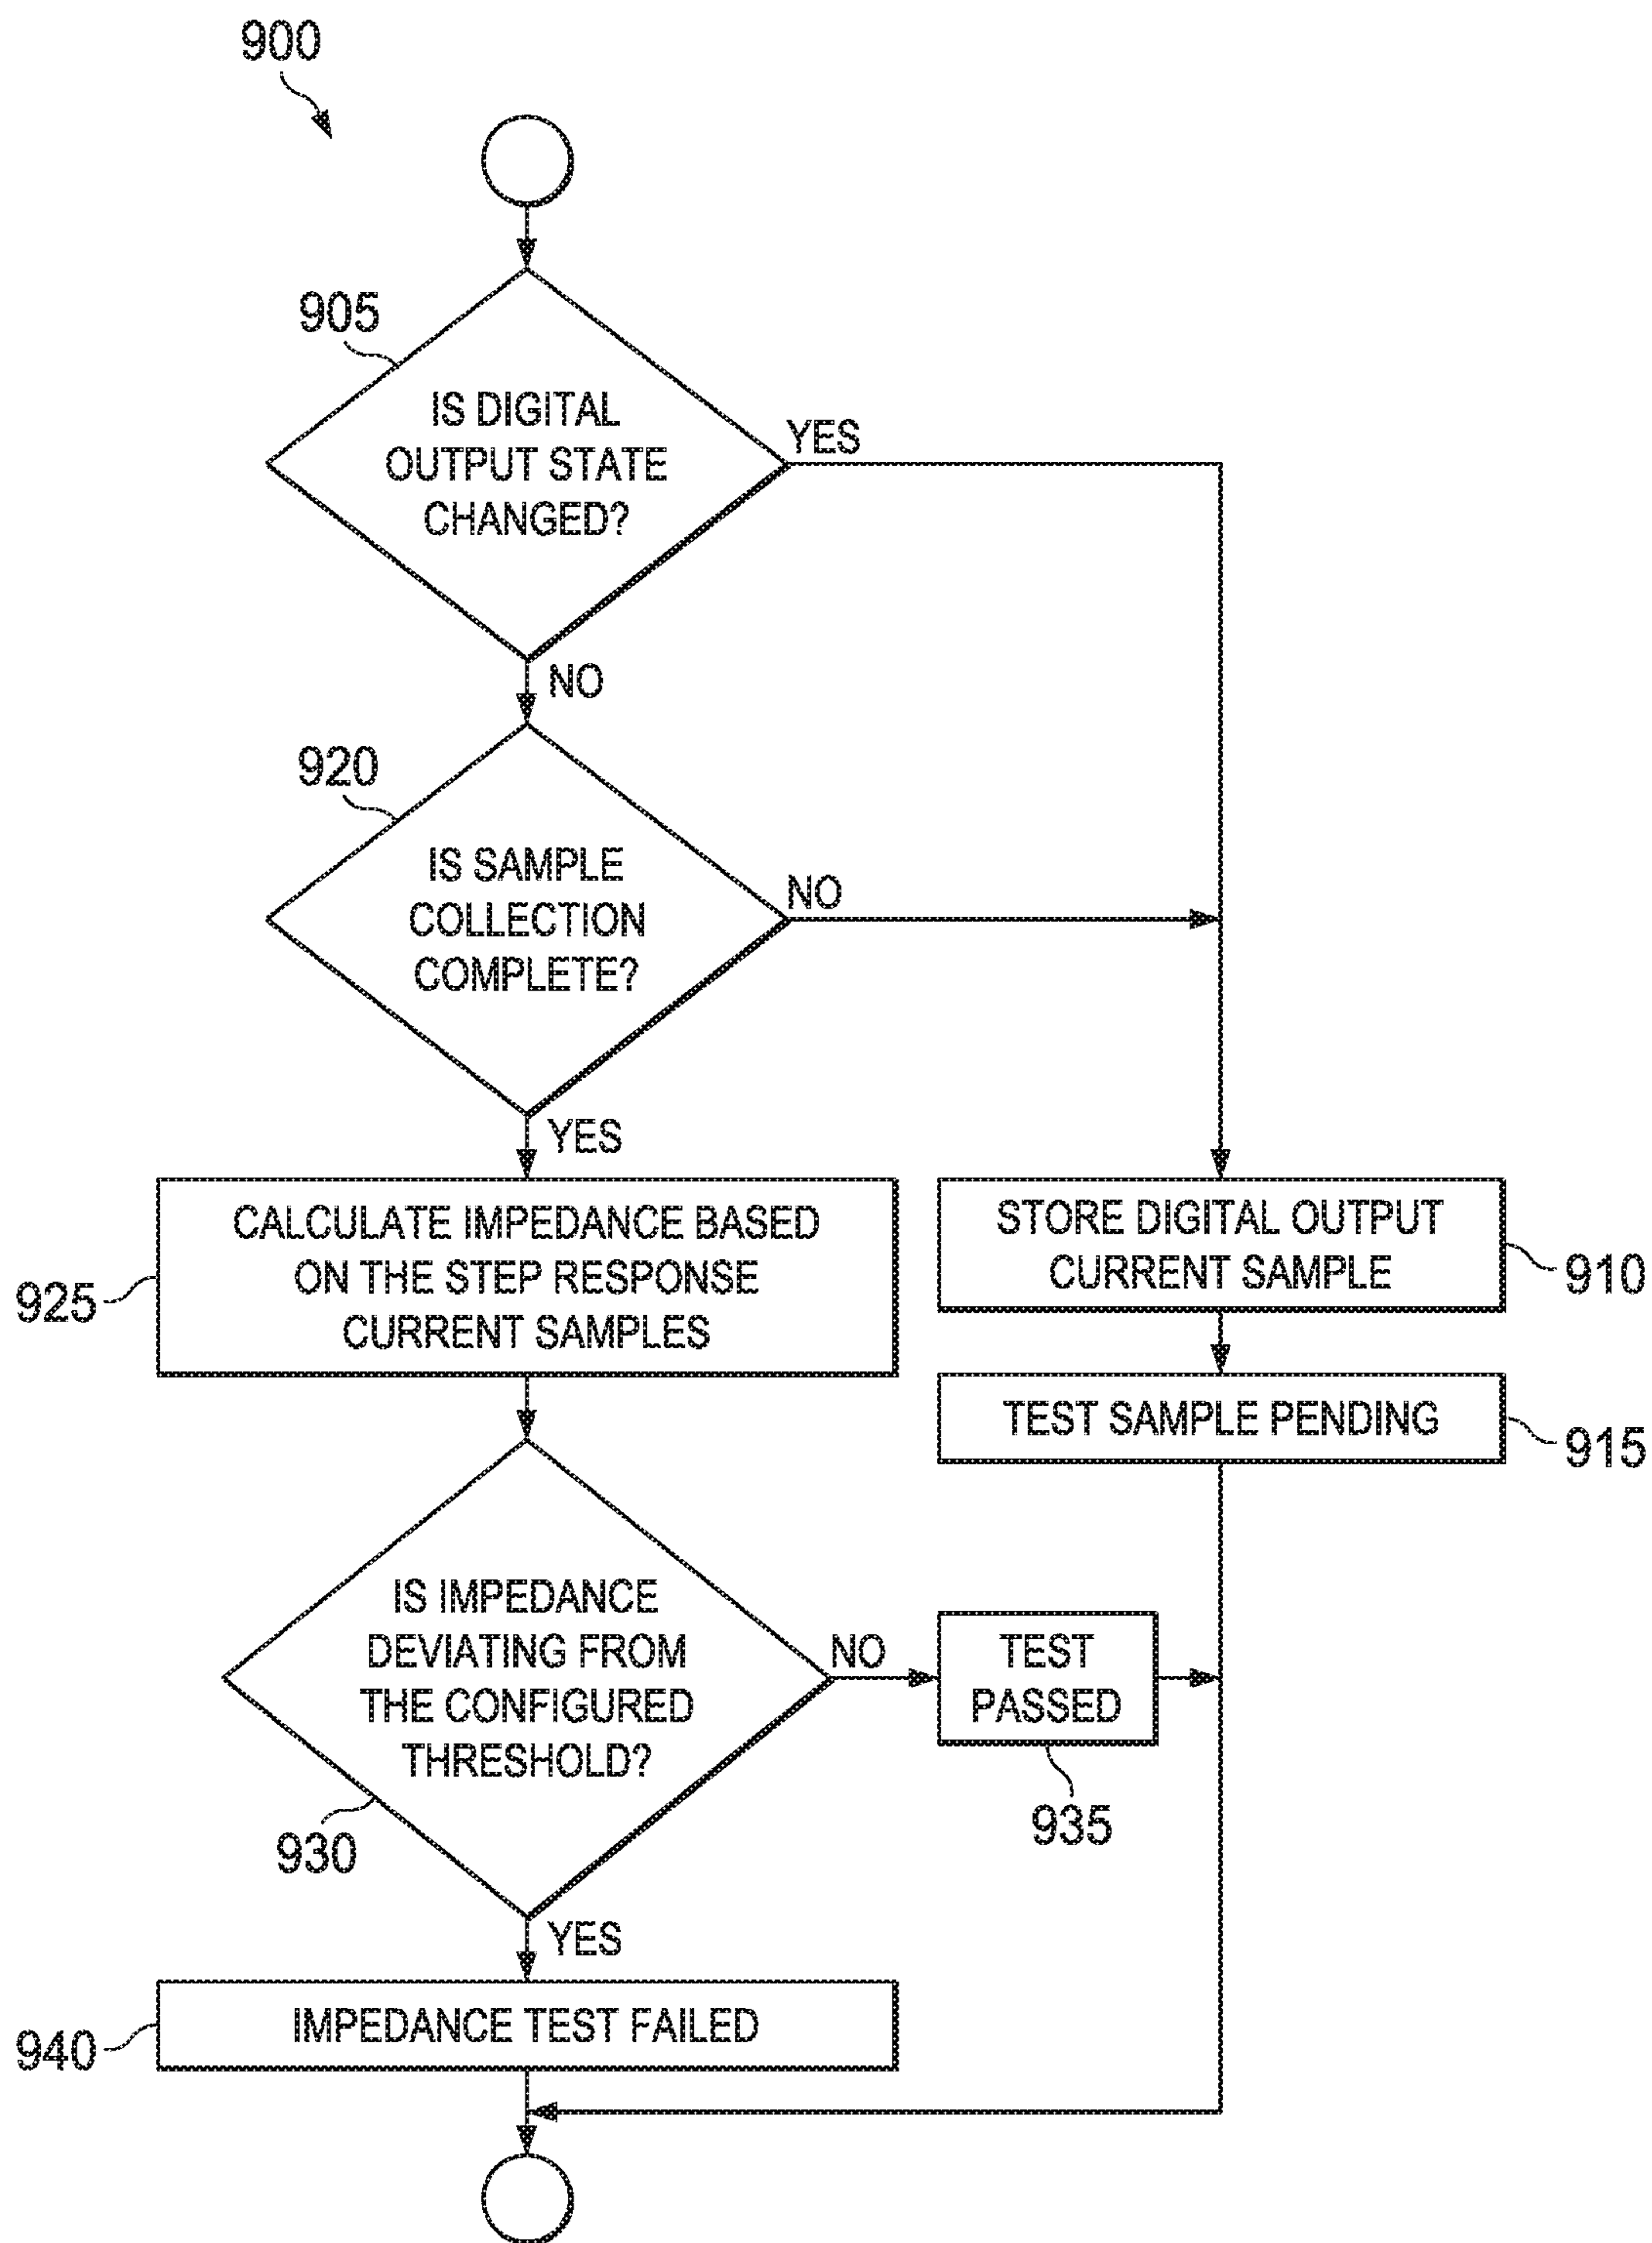 900
905
IS DIGITAL
OUTPUT STATE
CHANGED?
YES
NO
920
IS SAMPLE
COLLECTION
COMPLETE?
NO
YES
CALCULATE IMPEDANCE BASED
ON THE STEP RESPONSE
CURRENT SAMPLES
925
STORE DIGITAL OUTPUT
CURRENT SAMPLE
910
TEST SAMPLE PENDING
915
IS IMPEDANCE
DEVIATING FROM
THE CONFIGURED
THRESHOLD?
930
NO
TEST
PASSED
935
YES
IMPEDANCE TEST FAILED
940